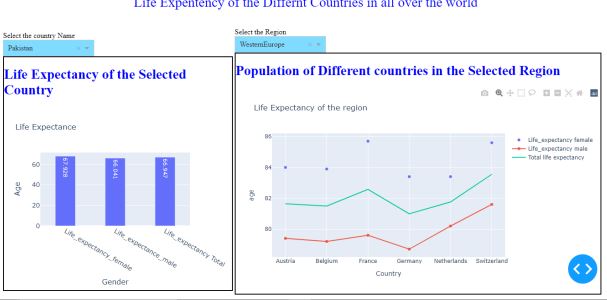 Life Expentency of the Differnt Countries in all over the world
Select the country Name
Pakistan
Select the Region
WesternEurope
Life Expectancy of the Selected
Country
Life Expectance
67.928
66.041
66.947
60
40
20
0
Age
Life_expectancy_female
Life_expectance_male
Life_expectancy Total
Gender
Population of Different countries in the Selected Region
Life Expectancy of the region
86
84
82
80
age
Austria
Belgium
France
Germany
Netherlands
Switzerland
Country
Life_expectancy female
Life_expectancy male
Total life expectancy